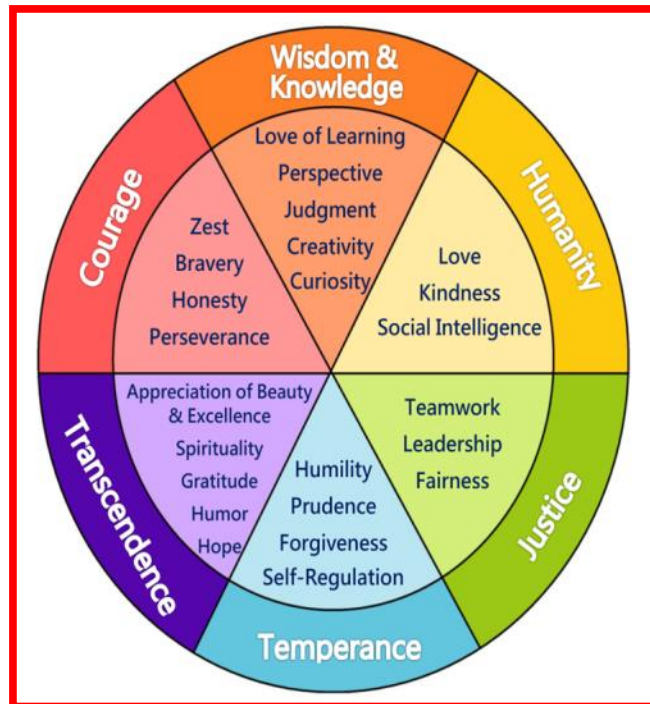 Wisdom &
Knowledge
Love of Learning
Perspective
Judgment
Creativity
Curiosity
Humanity
Love
Kindness
Social Intelligence
Justice
Teamwork
Leadership
Fairness
Temperance
Humility
Prudence
Forgiveness
Self-Regulation
Transcendence
Appreciation of Beauty
& Excellence
Spirituality
Gratitude
Humor
Hope
Courage
Zest
Bravery
Honesty
Perseverance